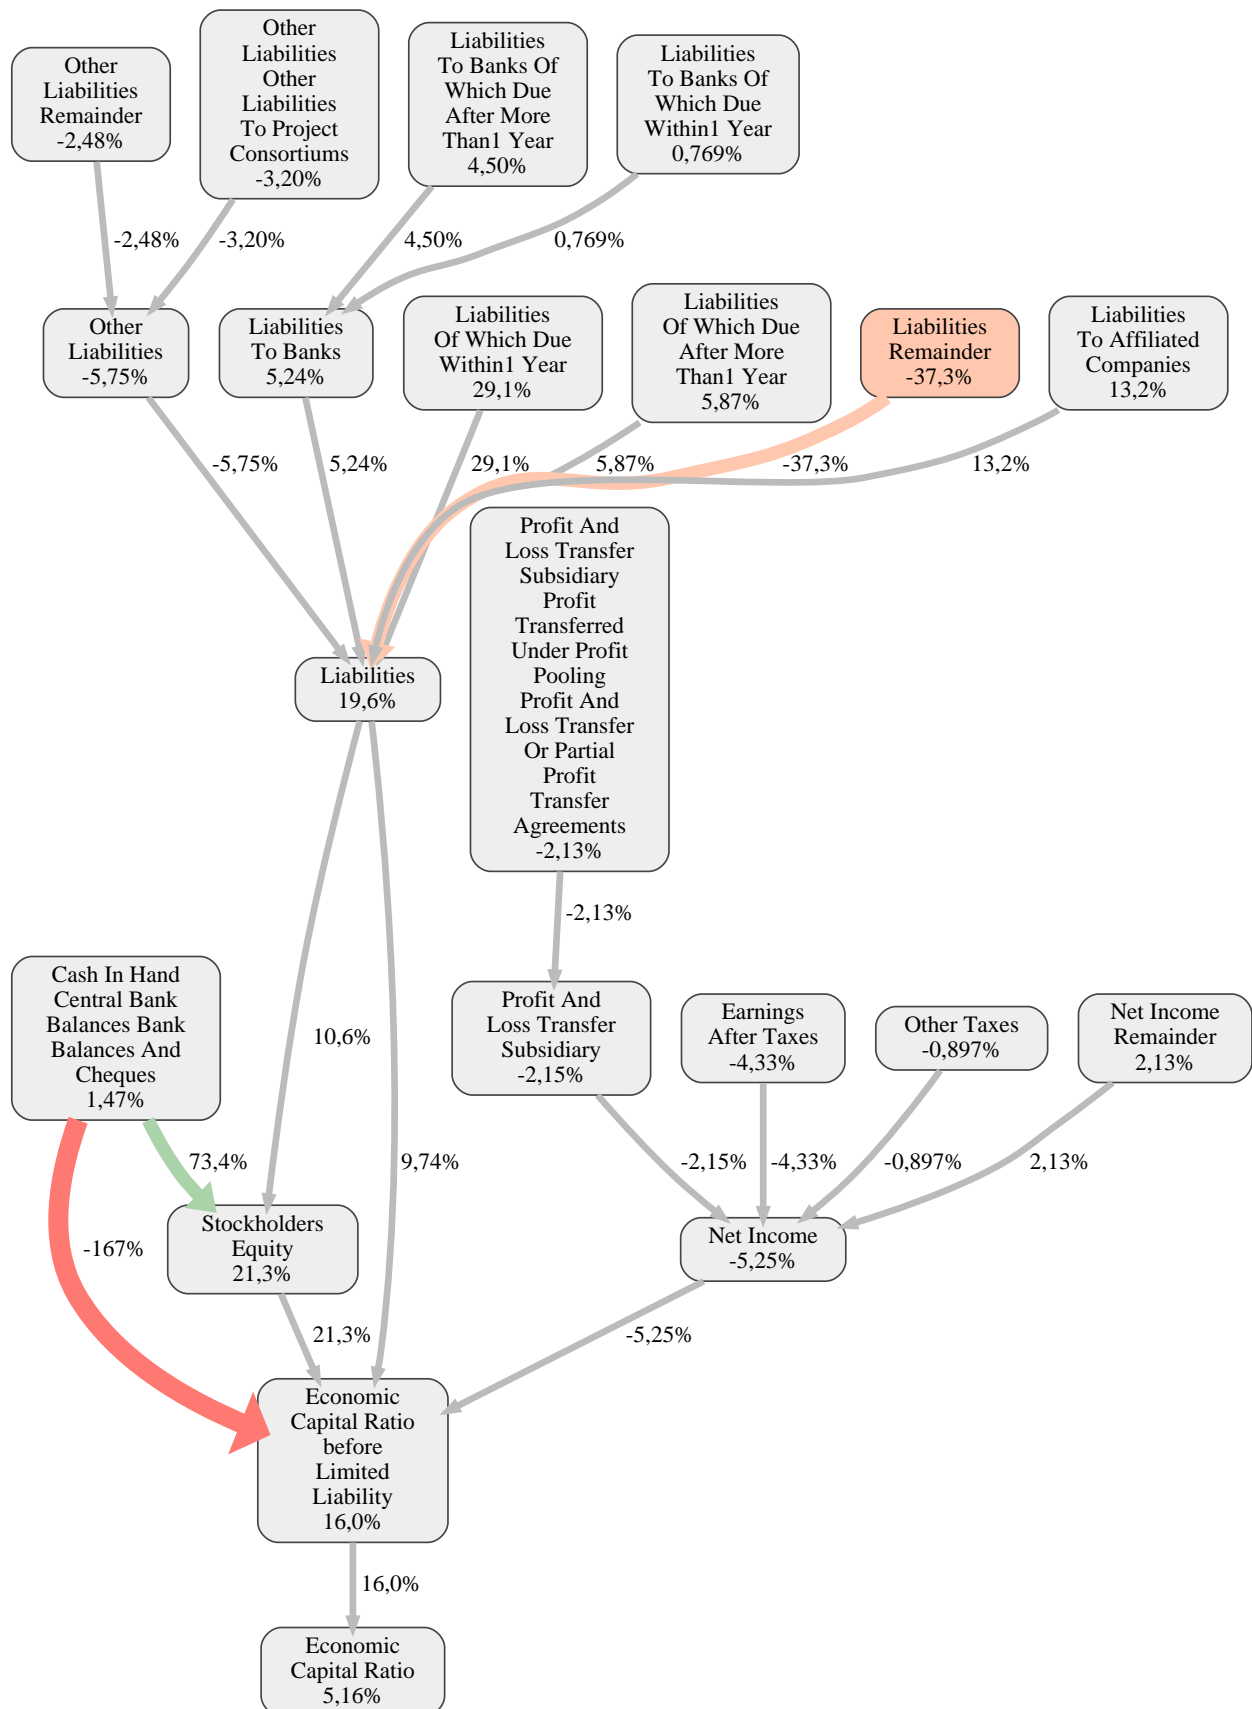 Other
Liabilities
Remainder
-2,48%
Other
Liabilities
Other
Liabilities
To Project
Consortiums
-3,20%
Liabilities
To Banks Of
Which Due
After More
Than1 Year
4,50%
Liabilities
To Banks Of
Which Due
Within1 Year
0,769%
-2,48%
-3,20%
4,50%
0,769%
Other
Liabilities
-5,75%
Liabilities
To Banks
5,24%
Liabilities
Of Which Due
Within1 Year
29,1%
Liabilities
Of Which Due
After More
Than1 Year
5,87%
Liabilities
Remainder
-37,3%
Liabilities
To Affiliated
Companies
13,2%
-5,75%
5,24%
29,1%
5,87%
-37,3%
13,2%
Profit And
Loss Transfer
Subsidiary
Profit
Transferred
Under Profit
Pooling
Profit And
Loss Transfer
Or Partial
Profit
Transfer
Agreements
-2,13%
Liabilities
19,6%
-2,13%
Cash In Hand
Central Bank
Balances Bank
Balances And
Cheques
1,47%
10,6%
Profit And
Loss Transfer
Subsidiary
-2,15%
Earnings
After Taxes
-4,33%
Other Taxes
-0,897%
Net Income
Remainder
2,13%
73,4%
9,74%
-2,15%
-4,33%
-0,897%
2,13%
-167%
Stockholders
Equity
21,3%
Net Income
-5,25%
21,3%
-5,25%
Economic
Capital Ratio
before
Limited
Liability
16,0%
16,0%
Economic
Capital Ratio
5,16%